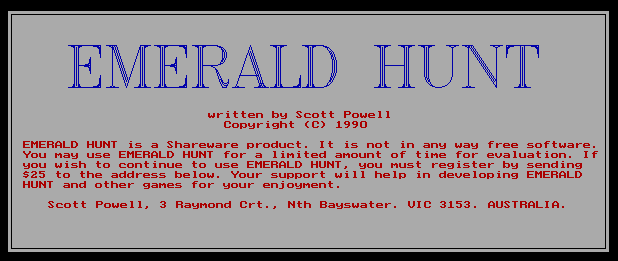 EMERALD HUNT
written by Scott Powell
Copyright (C) 1990
EMERALD HUNT is a Shareware product. It is not in any way free software.
You may use EMERALD HUNT for a limited amount of time for evaluation. If
you wish to continue to use EMERALD HUNT, you must register by sending
$25 to the address below. Your support will help in developing EMERALD
HUNT and other games for your enjoyment.
Scott Powell, 3 Raymond Crt., Nth Bayswater. VIC 3153. AUSTRALIA.